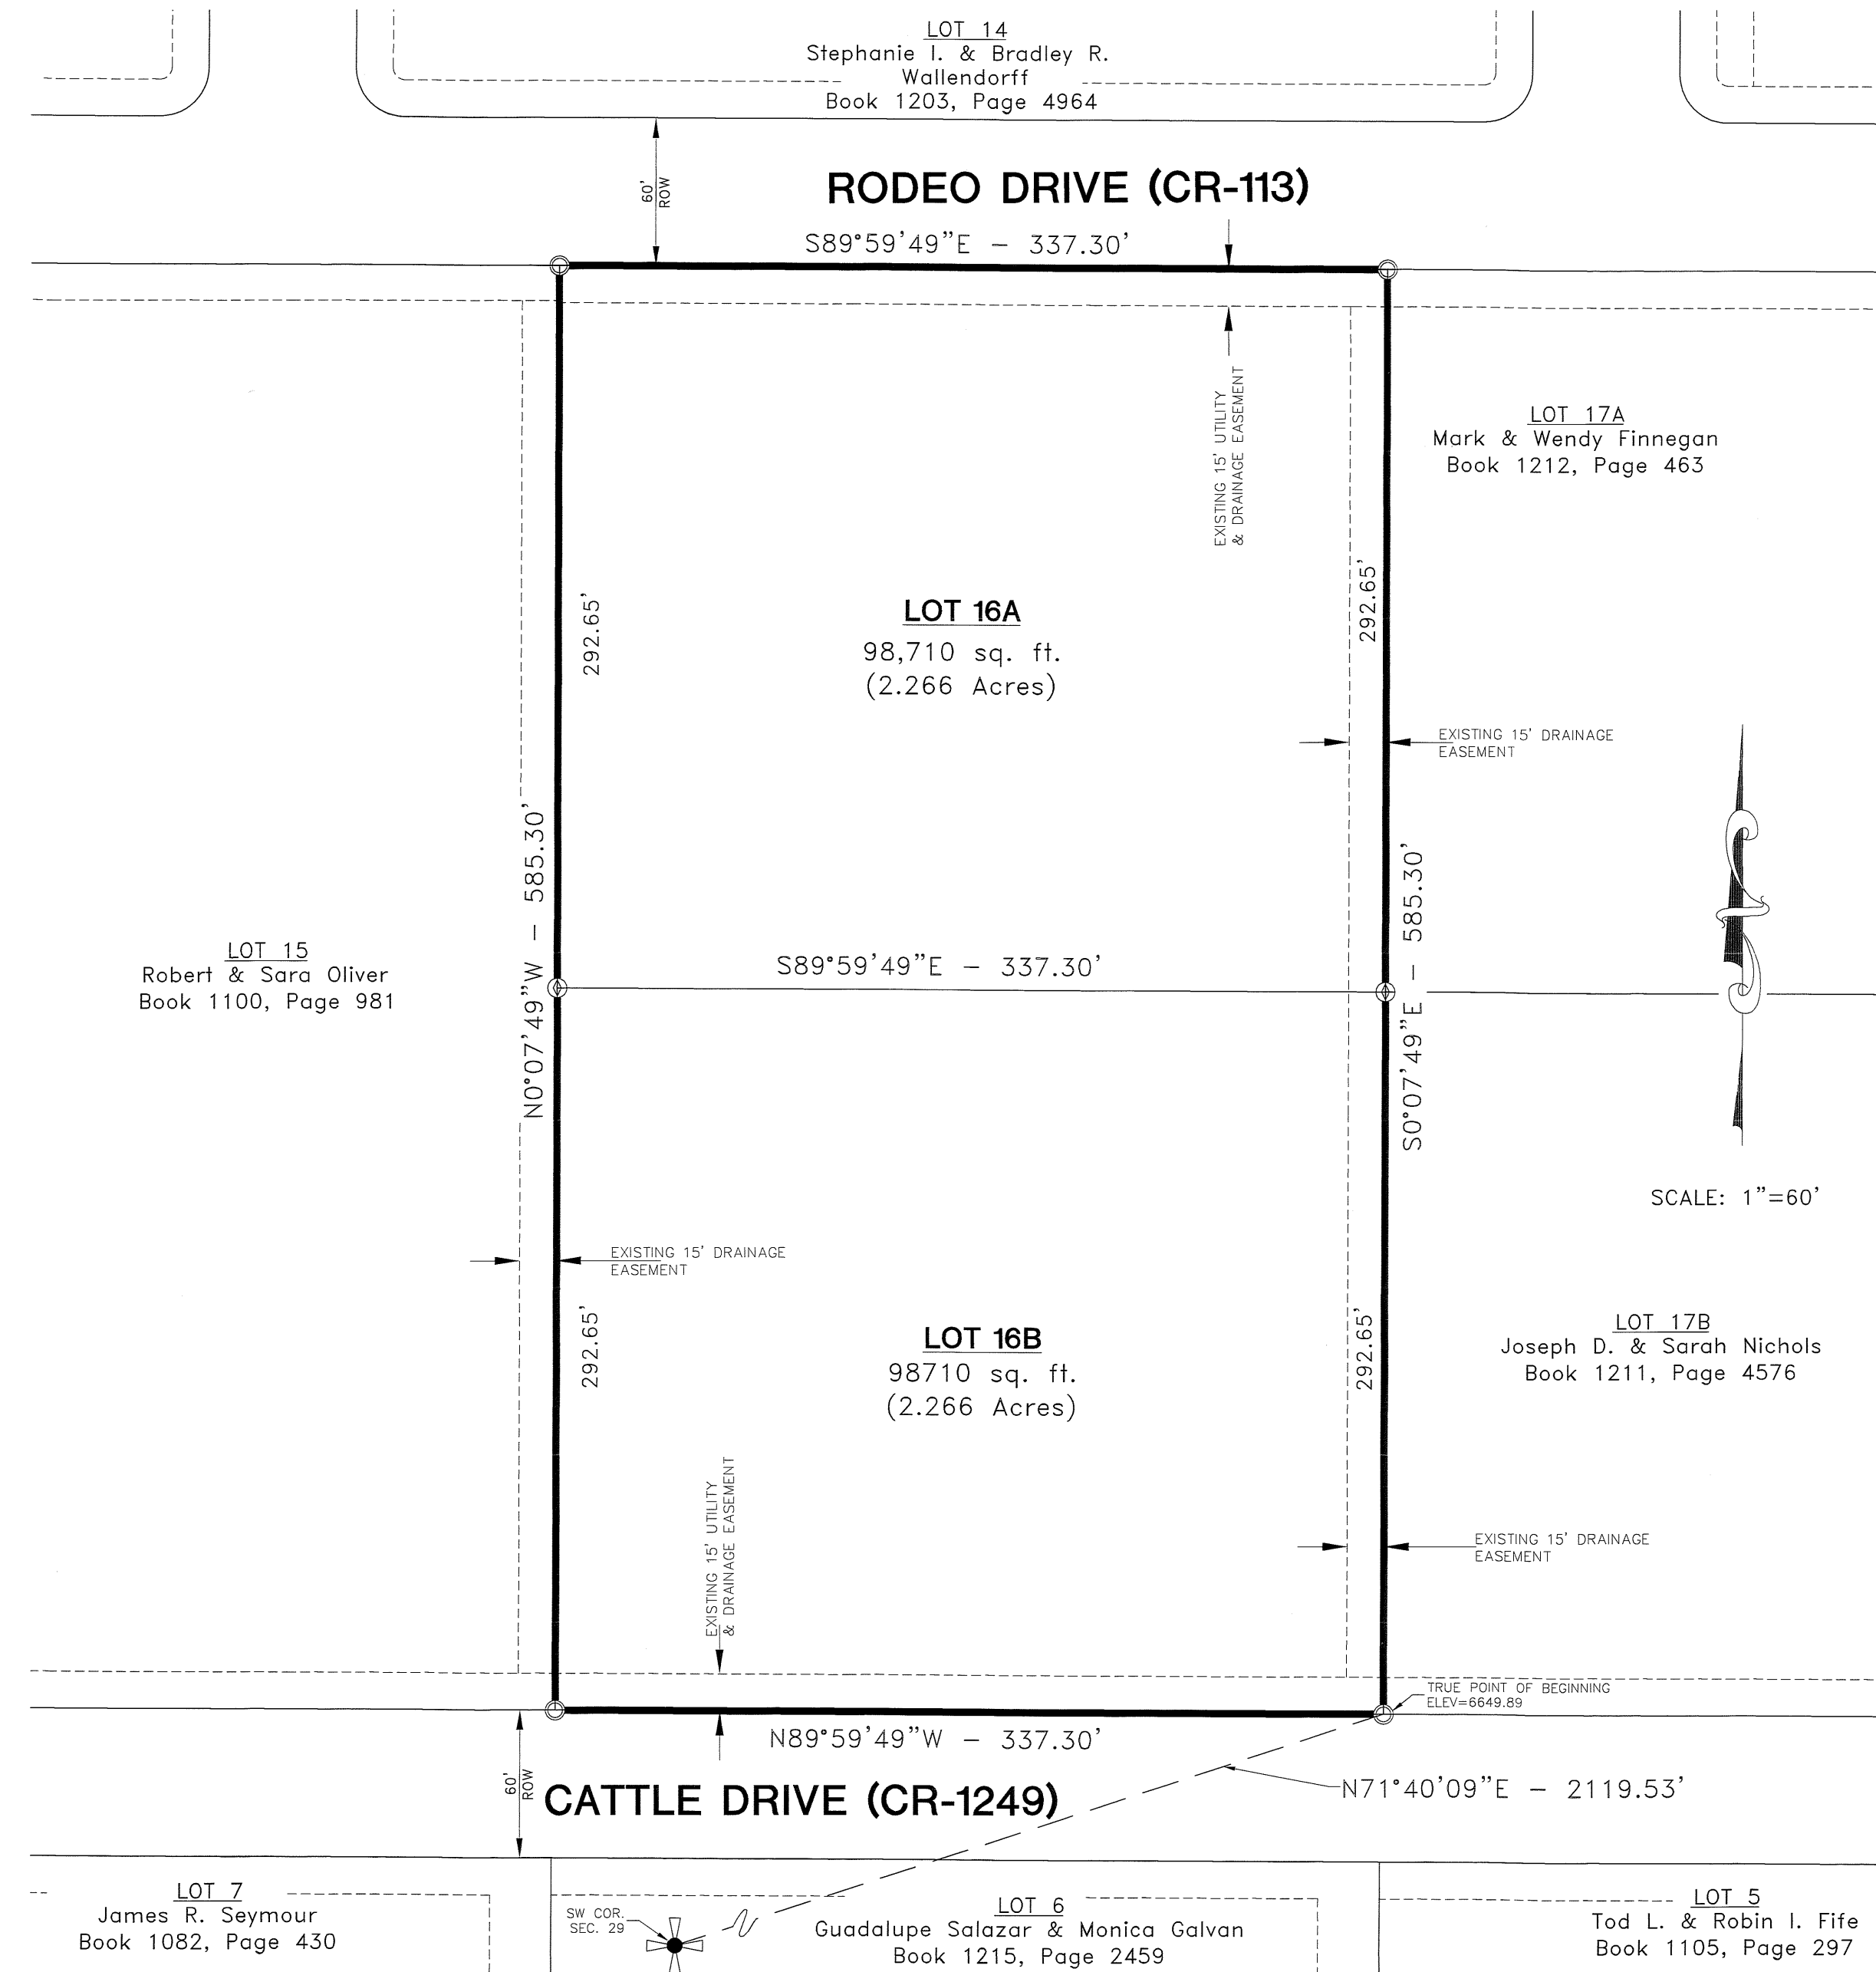 LOT 14
Stephanie I. & Bradley R.
Wallendorff
Book 1203, Page 4964
60'
ROW
RODEO DRIVE (CR-113)
S89°59'49"E - 337.30'
EXISTING 15' UTILITY
& DRAINAGE EASEMENT
LOT 17A
Mark & Wendy Finnegan
Book 1212, Page 463
292.65'
292.65'
LOT 16A
98,710 sq. ft.
(2.266 Acres)
EXISTING 15' DRAINAGE
EASEMENT
N0°07'49"W - 585.30'
S0°07'49"E - 585.30'
LOT 15
Robert & Sara Oliver
Book 1100, Page 981
S89°59'49"E - 337.30'
SCALE: 1"=60'
EXISTING 15' DRAINAGE
EASEMENT
292.65'
292.65'
LOT 16B
98710 sq. ft.
(2.266 Acres)
LOT 17B
Joseph D. & Sarah Nichols
Book 1211, Page 4576
EXISTING 15' UTILITY
& DRAINAGE EASEMENT
EXISTING 15' DRAINAGE
EASEMENT
TRUE POINT OF BEGINNING
ELEV=6649.89
N89°59'49"W - 337.30'
60'
ROW
CATTLE DRIVE (CR-1249)
N71°40'09"E - 2119.53'
LOT 7
James R. Seymour
Book 1082, Page 430
SW COR.
SEC. 29
LOT 6
Guadalupe Salazar & Monica Galvan
Book 1215, Page 2459
LOT 5
Tod L. & Robin I. Fife
Book 1105, Page 297